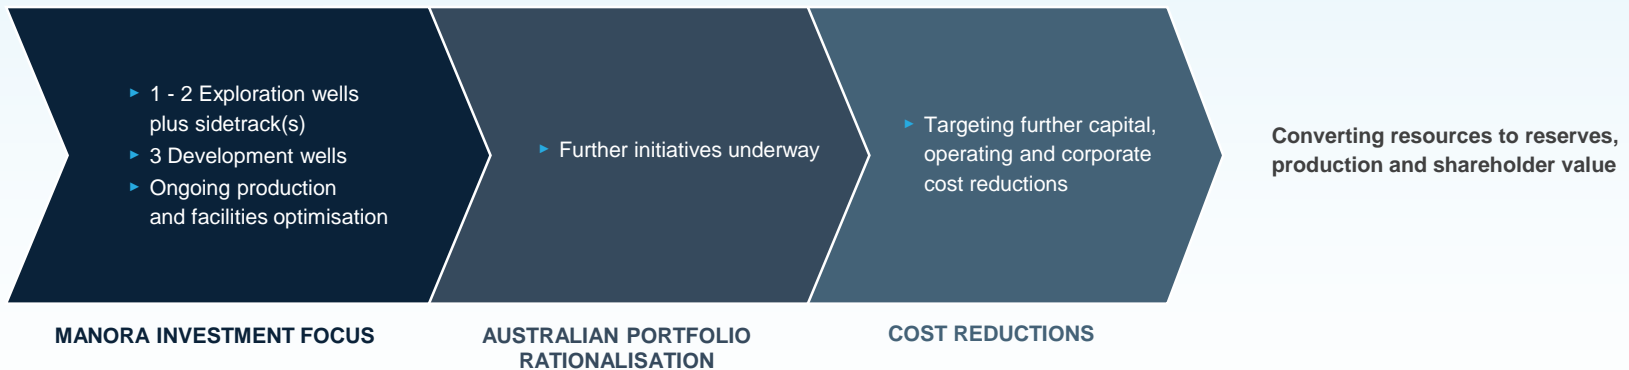 1 - 2 Exploration wells
plus sidetrack(s)
3 Development wells
Ongoing production
and facilities optimisation
Further initiatives underway
Targeting further capital,
operating and corporate
cost reductions
Converting resources to reserves,
production and shareholder value
MANORA INVESTMENT FOCUS
AUSTRALIAN PORTFOLIO
RATIONALISATION
COST REDUCTIONS